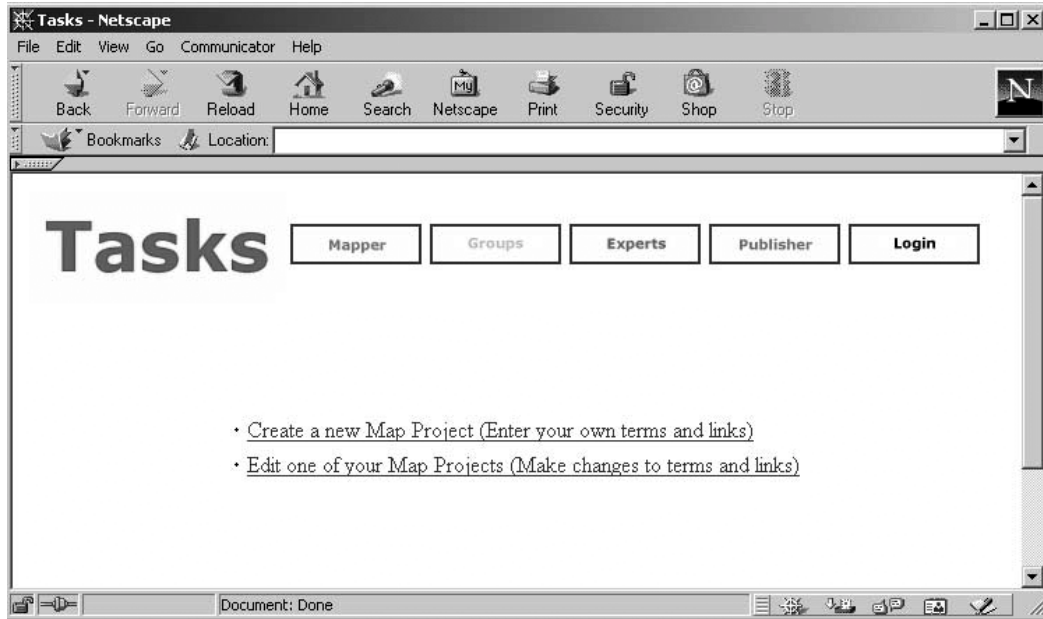 Tasks - Netscape
File Edit View Go Communicator Help
Back Forward Reload Home Search Netscape Print Security Shop Stop
My
N
Bookmarks Location:
Tasks
Mapper Groups Experts Publisher Login
• Create a new Map Project (Enter your own terms and links)
• Edit one of your Map Projects (Make changes to terms and links)
Document: Done